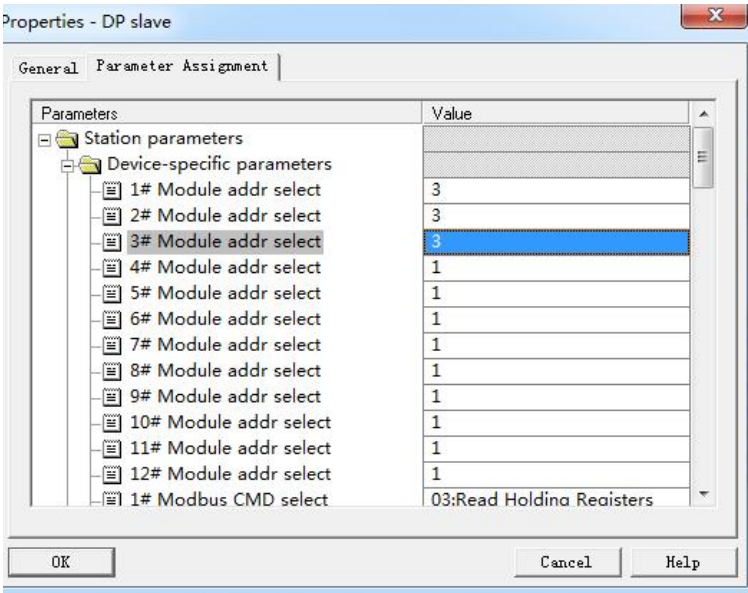 Properties - DP slave
General Parameter Assignment
Parameters Value
Station parameters
Device-specific parameters
1# Module addr select 3
2# Module addr select 3
3# Module addr select 3
4# Module addr select 1
5# Module addr select 1
6# Module addr select 1
7# Module addr select 1
8# Module addr select 1
9# Module addr select 1
10# Module addr select 1
11# Module addr select 1
12# Module addr select 1
1# Modbus CMD select 03:Read Holding Registers
OK Cancel Help